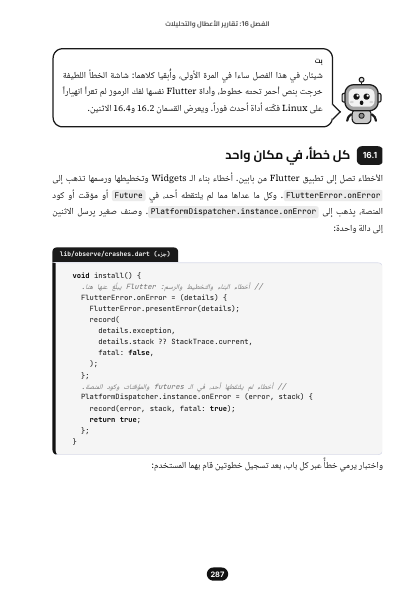 الفصل 16: تقارير الأعطال والتحليلات
بت
شيئان في هذا الفصل ساءا في المرة الأولى، وأبقيا كلاهما: شاشة الخطأ اللطيفة
خرجت بنص أحمر تحته خطوط، وأداة Flutter نفسها لفك الرموز لم تقرأ انهياراً
على Linux فكّته أداة أحدث فوراً. ويعرض القسمان 16.2 و16.4 الاثنين.
16.1 كل خطأ، في مكان واحد
الأخطاء تصل إلى تطبيق Flutter من بابين. أخطاء بناء الـ Widgets وتخطيطها ورسمها تذهب إلى
FlutterError.onError. وكل ما عداها مما لم يلتقطه أحد، في Future أو مؤقت أو كود
المنصة، يذهب إلى PlatformDispatcher.instance.onError. وصنف صغير يرسل الاثنين
إلى دالة واحدة:
lib/observe/crashes.dart (جزء)
void install() {
// أخطاء البناء والتخطيط والرسم: Flutter يبلّغ عنها هنا.
FlutterError.onError = (details) {
FlutterError.presentError(details);
record(
details.exception,
details.stack ?? StackTrace.current,
fatal: false,
);
};
// أخطاء لم يلتقطها أحد، في الـ futures والمؤقتات وكود المنصة.
PlatformDispatcher.instance.onError = (error, stack) {
record(error, stack, fatal: true);
return true;
};
}
واختبار يرمي خطأً عبر كل باب، بعد تسجيل خطوتين قام بهما المستخدم:
287